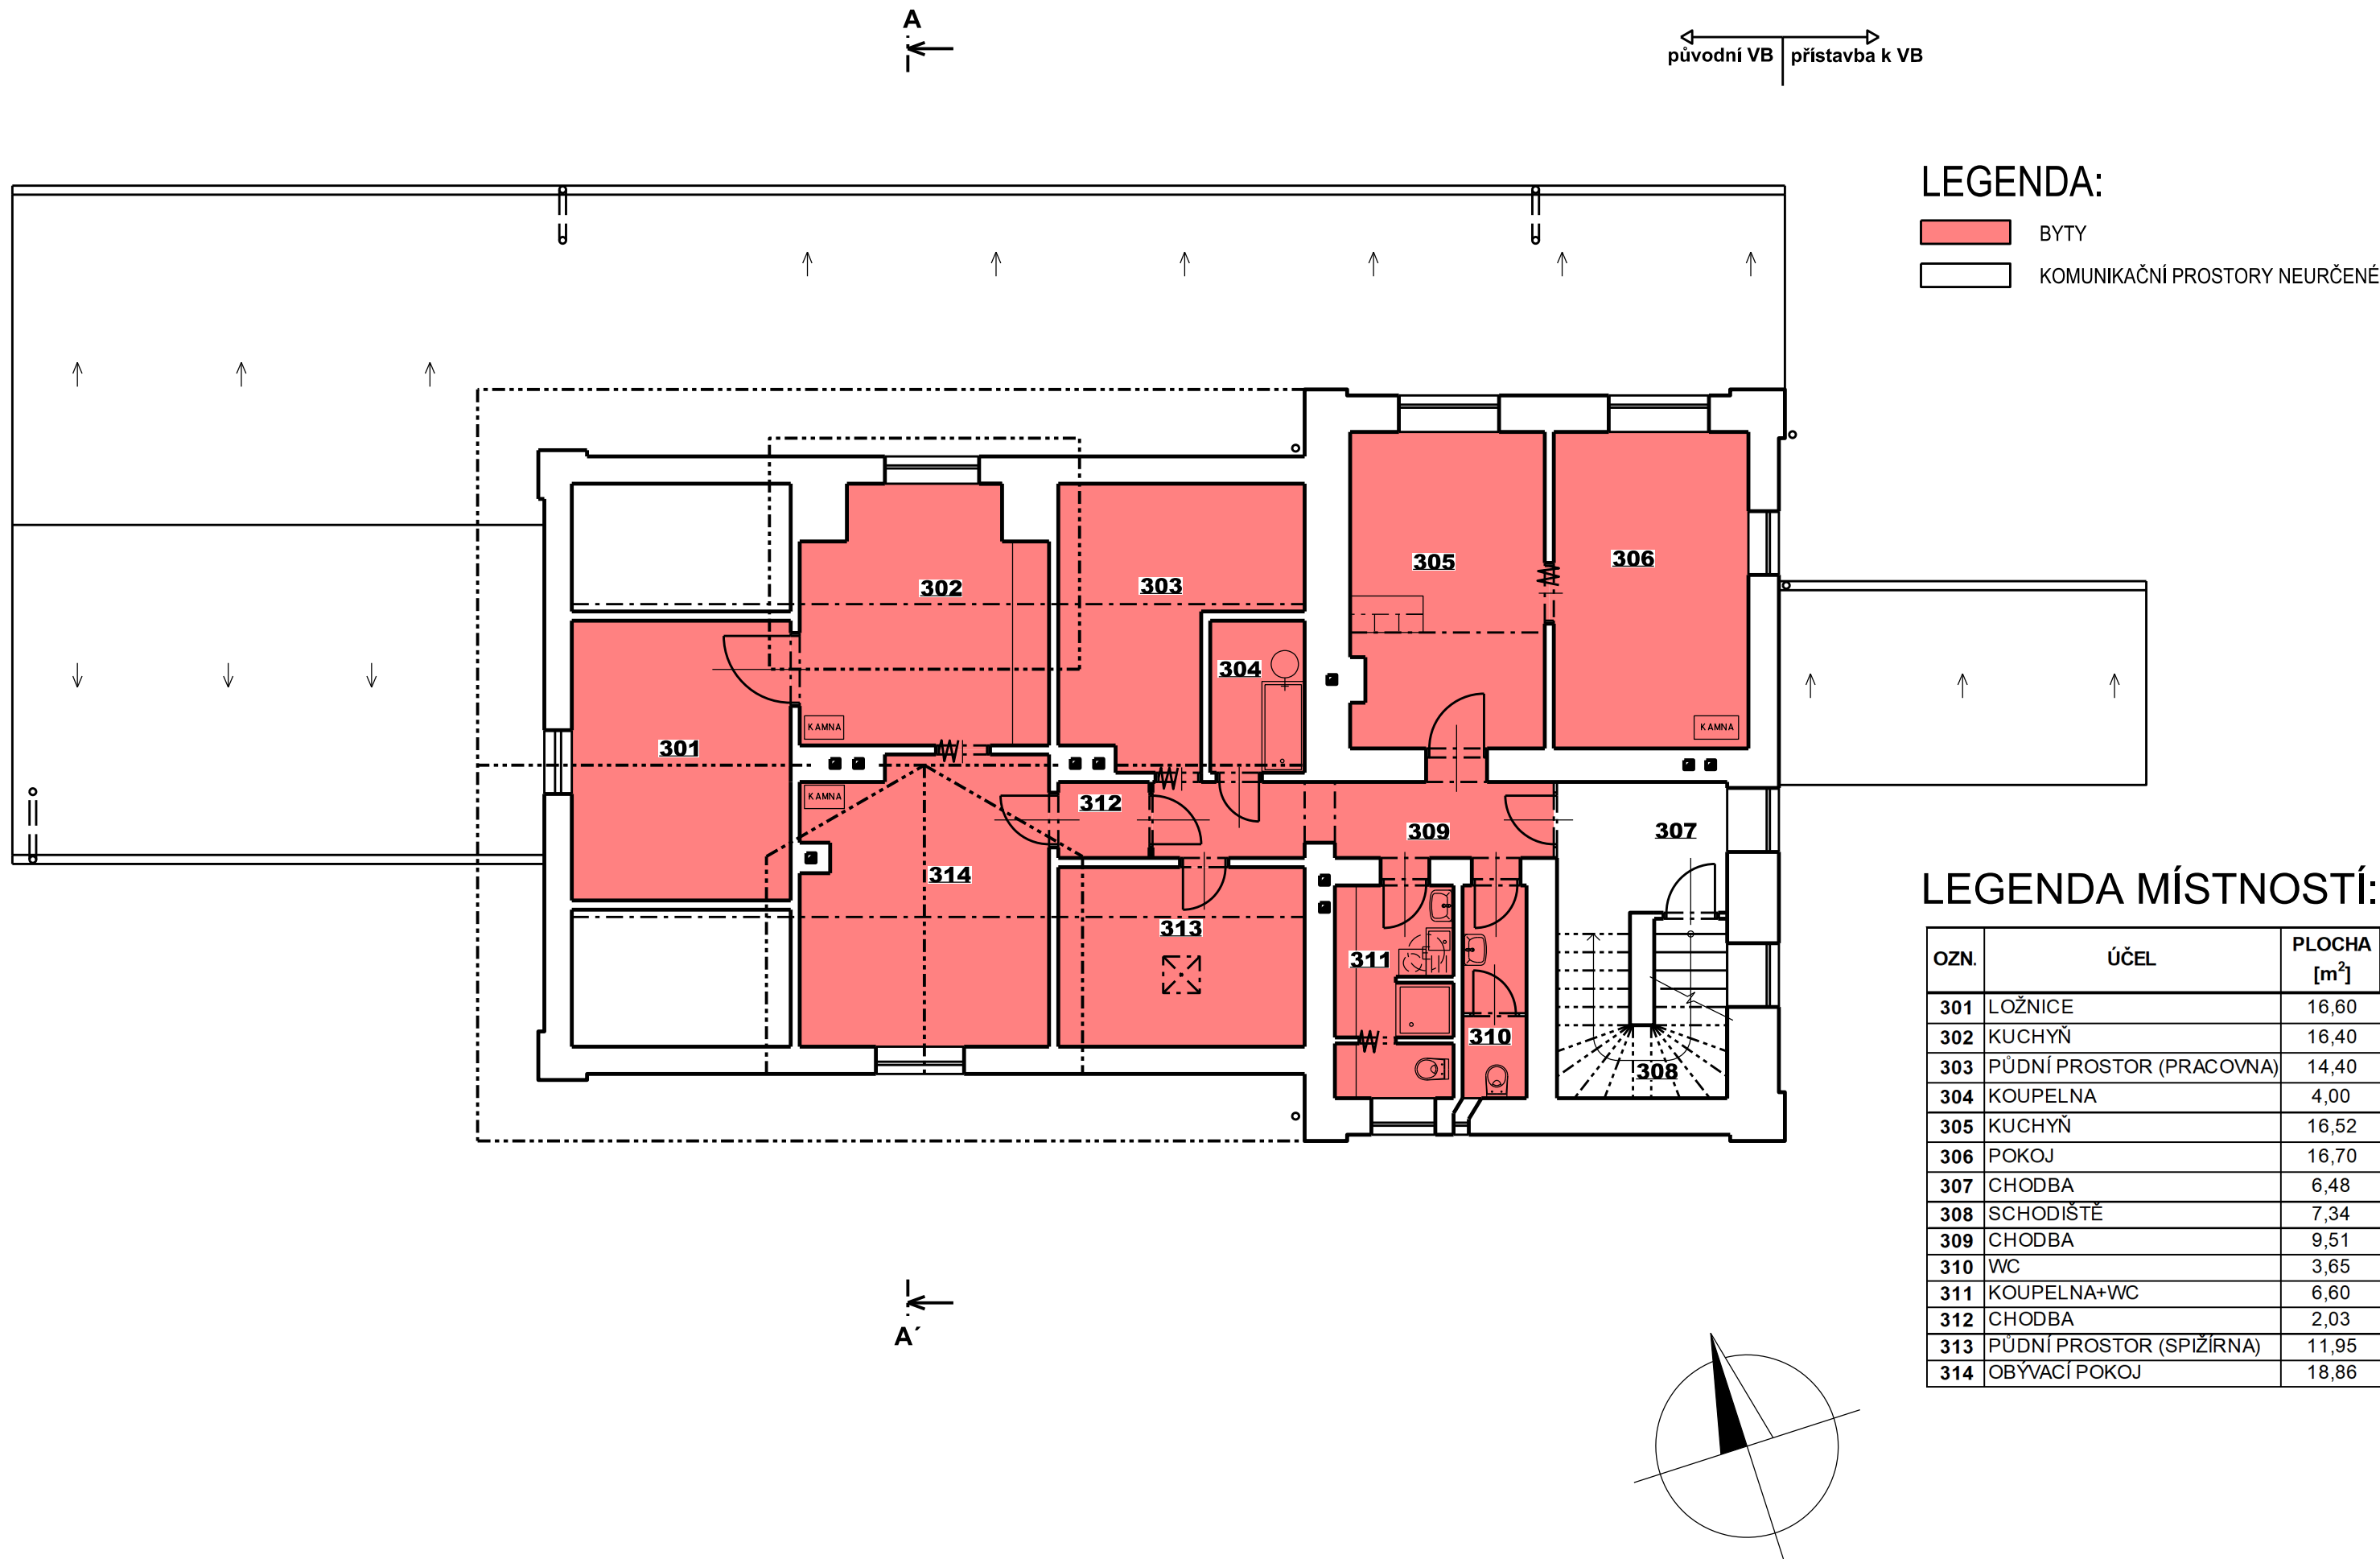 A
původní VB přístavba k VB
LEGENDA:
BYTY
KOMUNIKAČNÍ PROSTORY NEURČENÉ
305
306
302
303
304
KAMNA
KAMNA
301
KAMNA
312
309
307
314
313
311
310
308
A´
LEGENDA MÍSTNOSTÍ:
OZN. ÚČEL PLOCHA [m²]
301 LOŽNICE 16,60
302 KUCHYŇ 16,40
303 PŮDNÍ PROSTOR (PRACOVNA) 14,40
304 KOUPELNA 4,00
305 KUCHYŇ 16,52
306 POKOJ 16,70
307 CHODBA 6,48
308 SCHODIŠTĚ 7,34
309 CHODBA 9,51
310 WC 3,65
311 KOUPELNA+WC 6,60
312 CHODBA 2,03
313 PŮDNÍ PROSTOR (SPIŽÍRNA) 11,95
314 OBÝVACÍ POKOJ 18,86